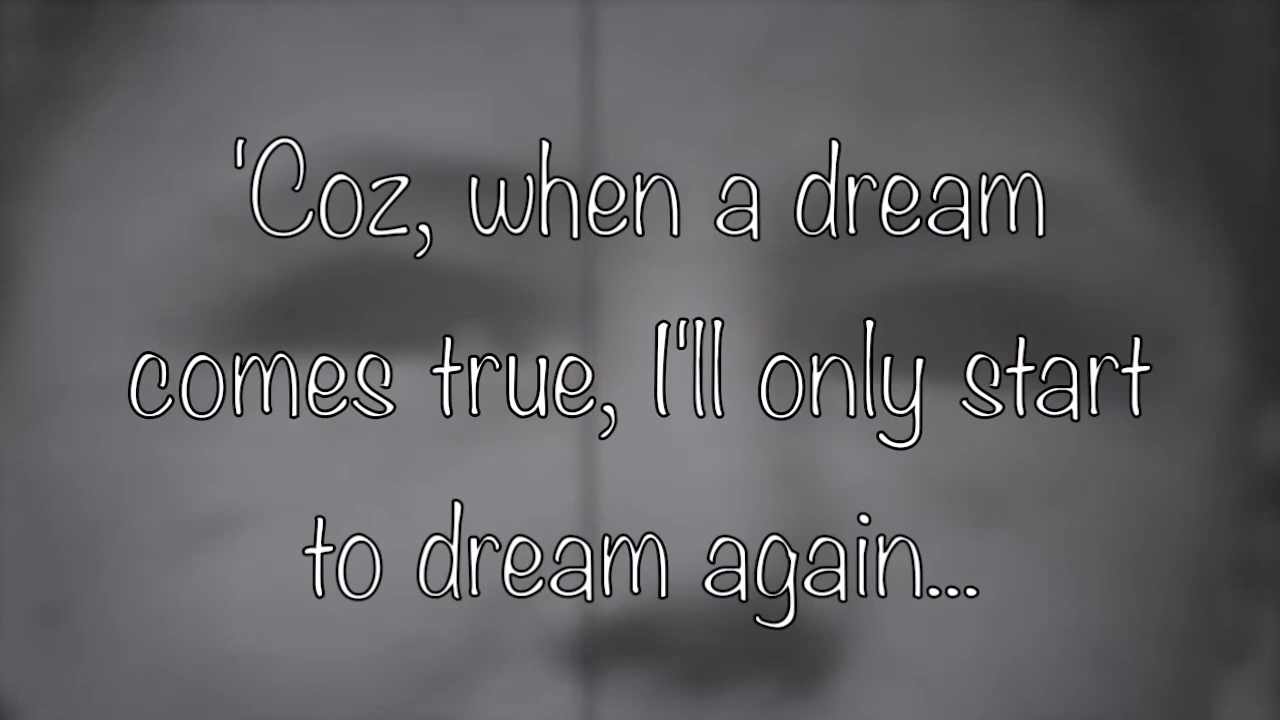 'Coz, when a dream
comes true, I'll only start
to dream again...